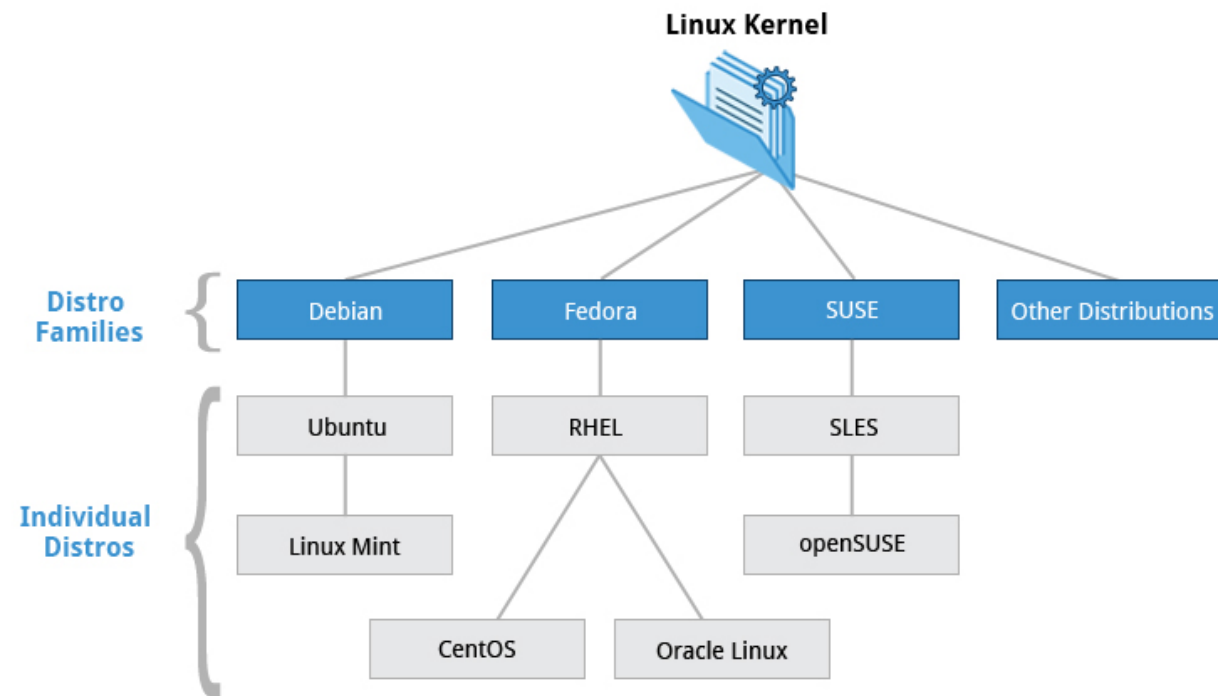 Linux Kernel
Distro
Families
Debian
Fedora
SUSE
Other Distributions
Individual
Distros
Ubuntu
RHEL
SLES
Linux Mint
openSUSE
CentOS
Oracle Linux